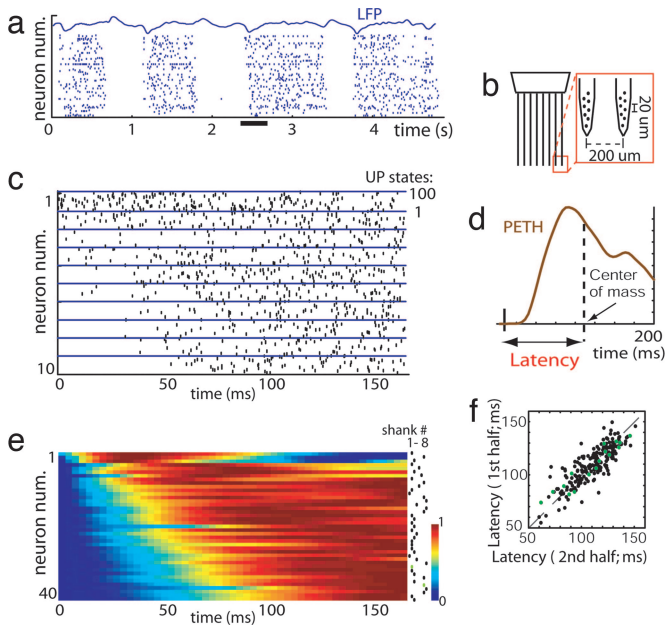 a
LFP
neuron num.
0 1 2 3 4 time (s)
b
20 um
200 um
c
UP states:
100
1
1
neuron num.
10
0 50 100 150
time (ms)
d
PETH
Center
of mass
200
time (ms)
Latency
e
shank #
1- 8
1
neuron num.
40
1
0
0 50 100 150
time (ms)
f
Latency ( 1st half; ms)
150
100
50
50 100 150
Latency ( 2nd half; ms)